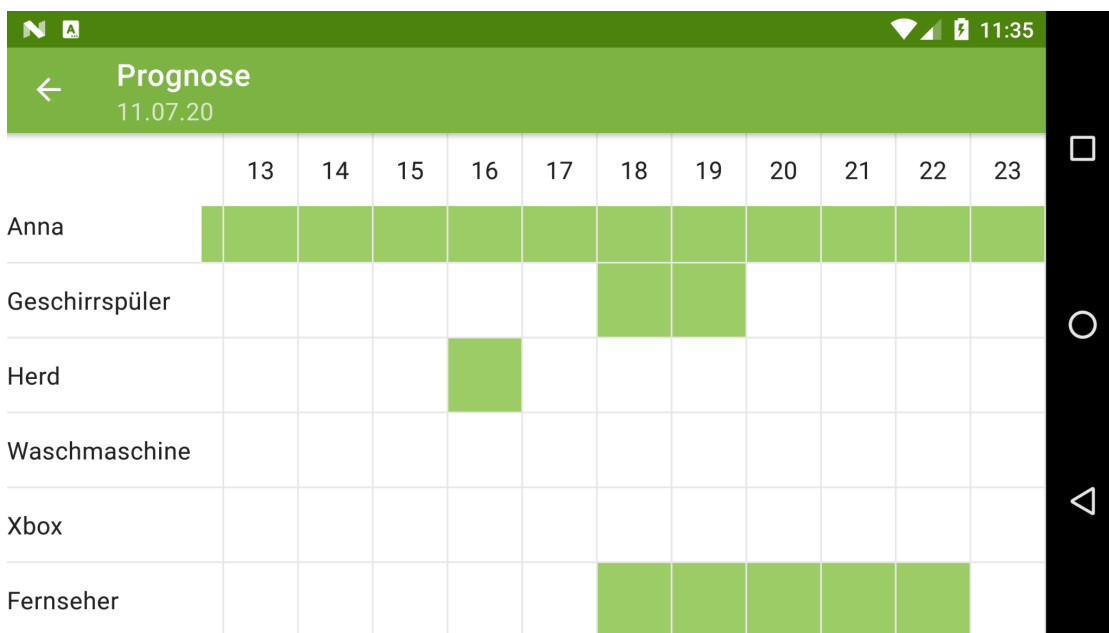 11:35
Prognose
11.07.20
13 14 15 16 17 18 19 20 21 22 23
Anna
Geschirrspüler
Herd
Waschmaschine
Xbox
Fernseher